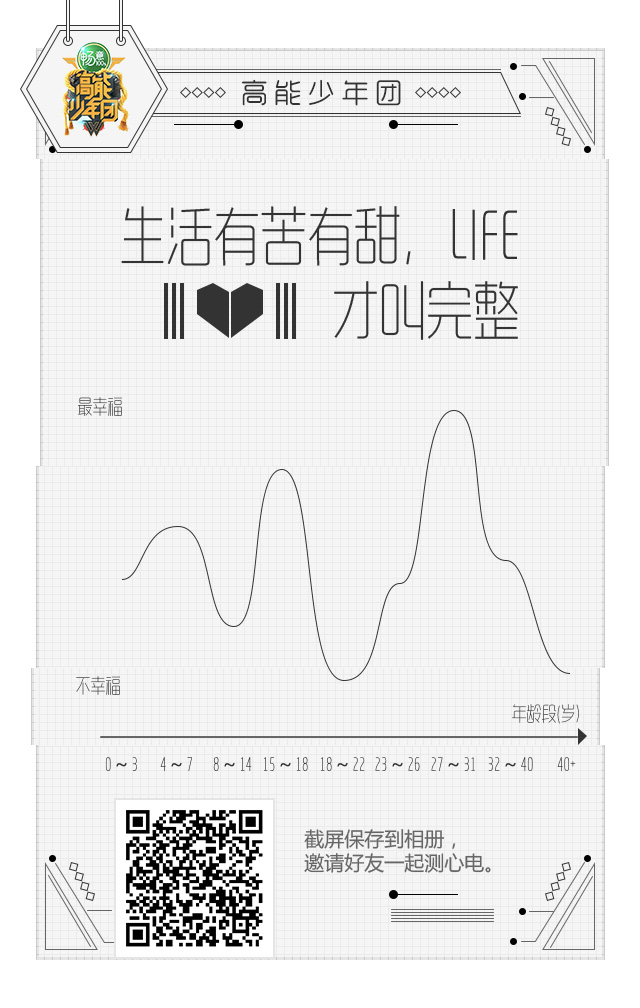 畅意
高能
少年团
高能少年团
生活有苦有甜，LIFE
才叫完整
最幸福
不幸福
年龄段(岁)
0～3 4～7 8～14 15～18 18～22 23～26 27～31 32～40 40+
截屏保存到相册，
邀请好友一起测心电。